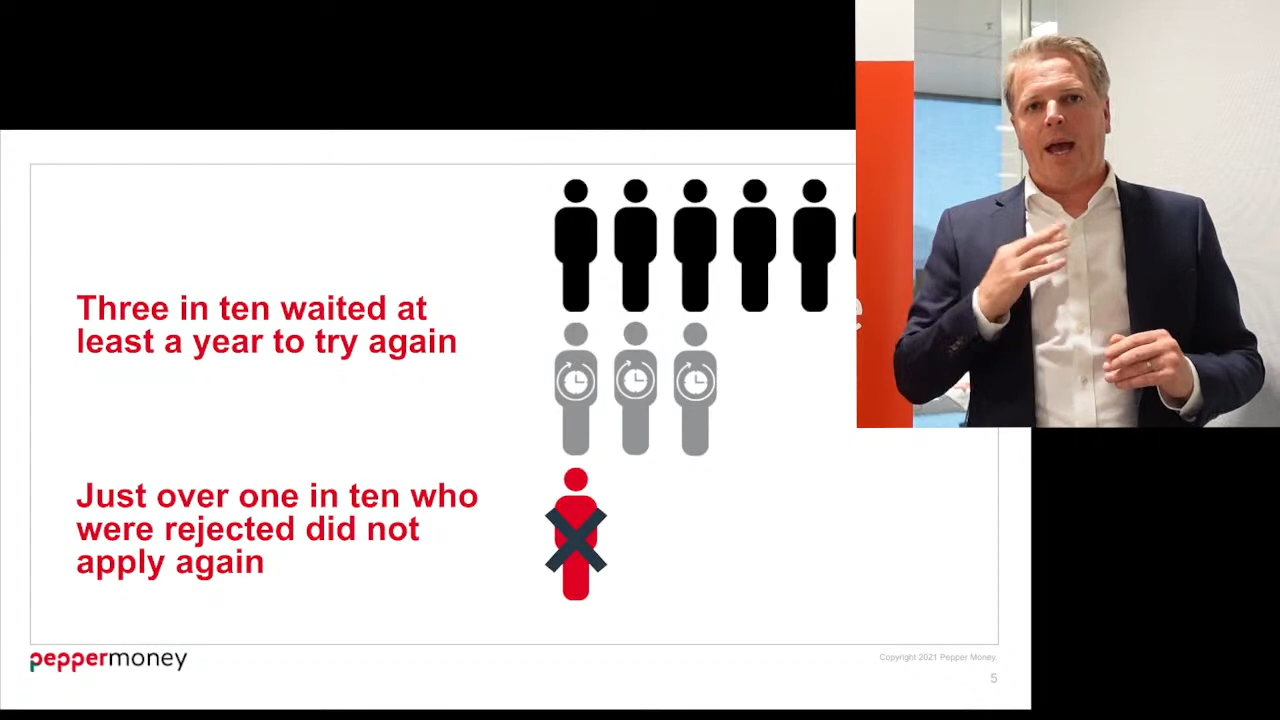 Three in ten waited at
least a year to try again
Just over one in ten who
were rejected did not
apply again
peppermoney
Copyright 2021 Pepper Money.
5